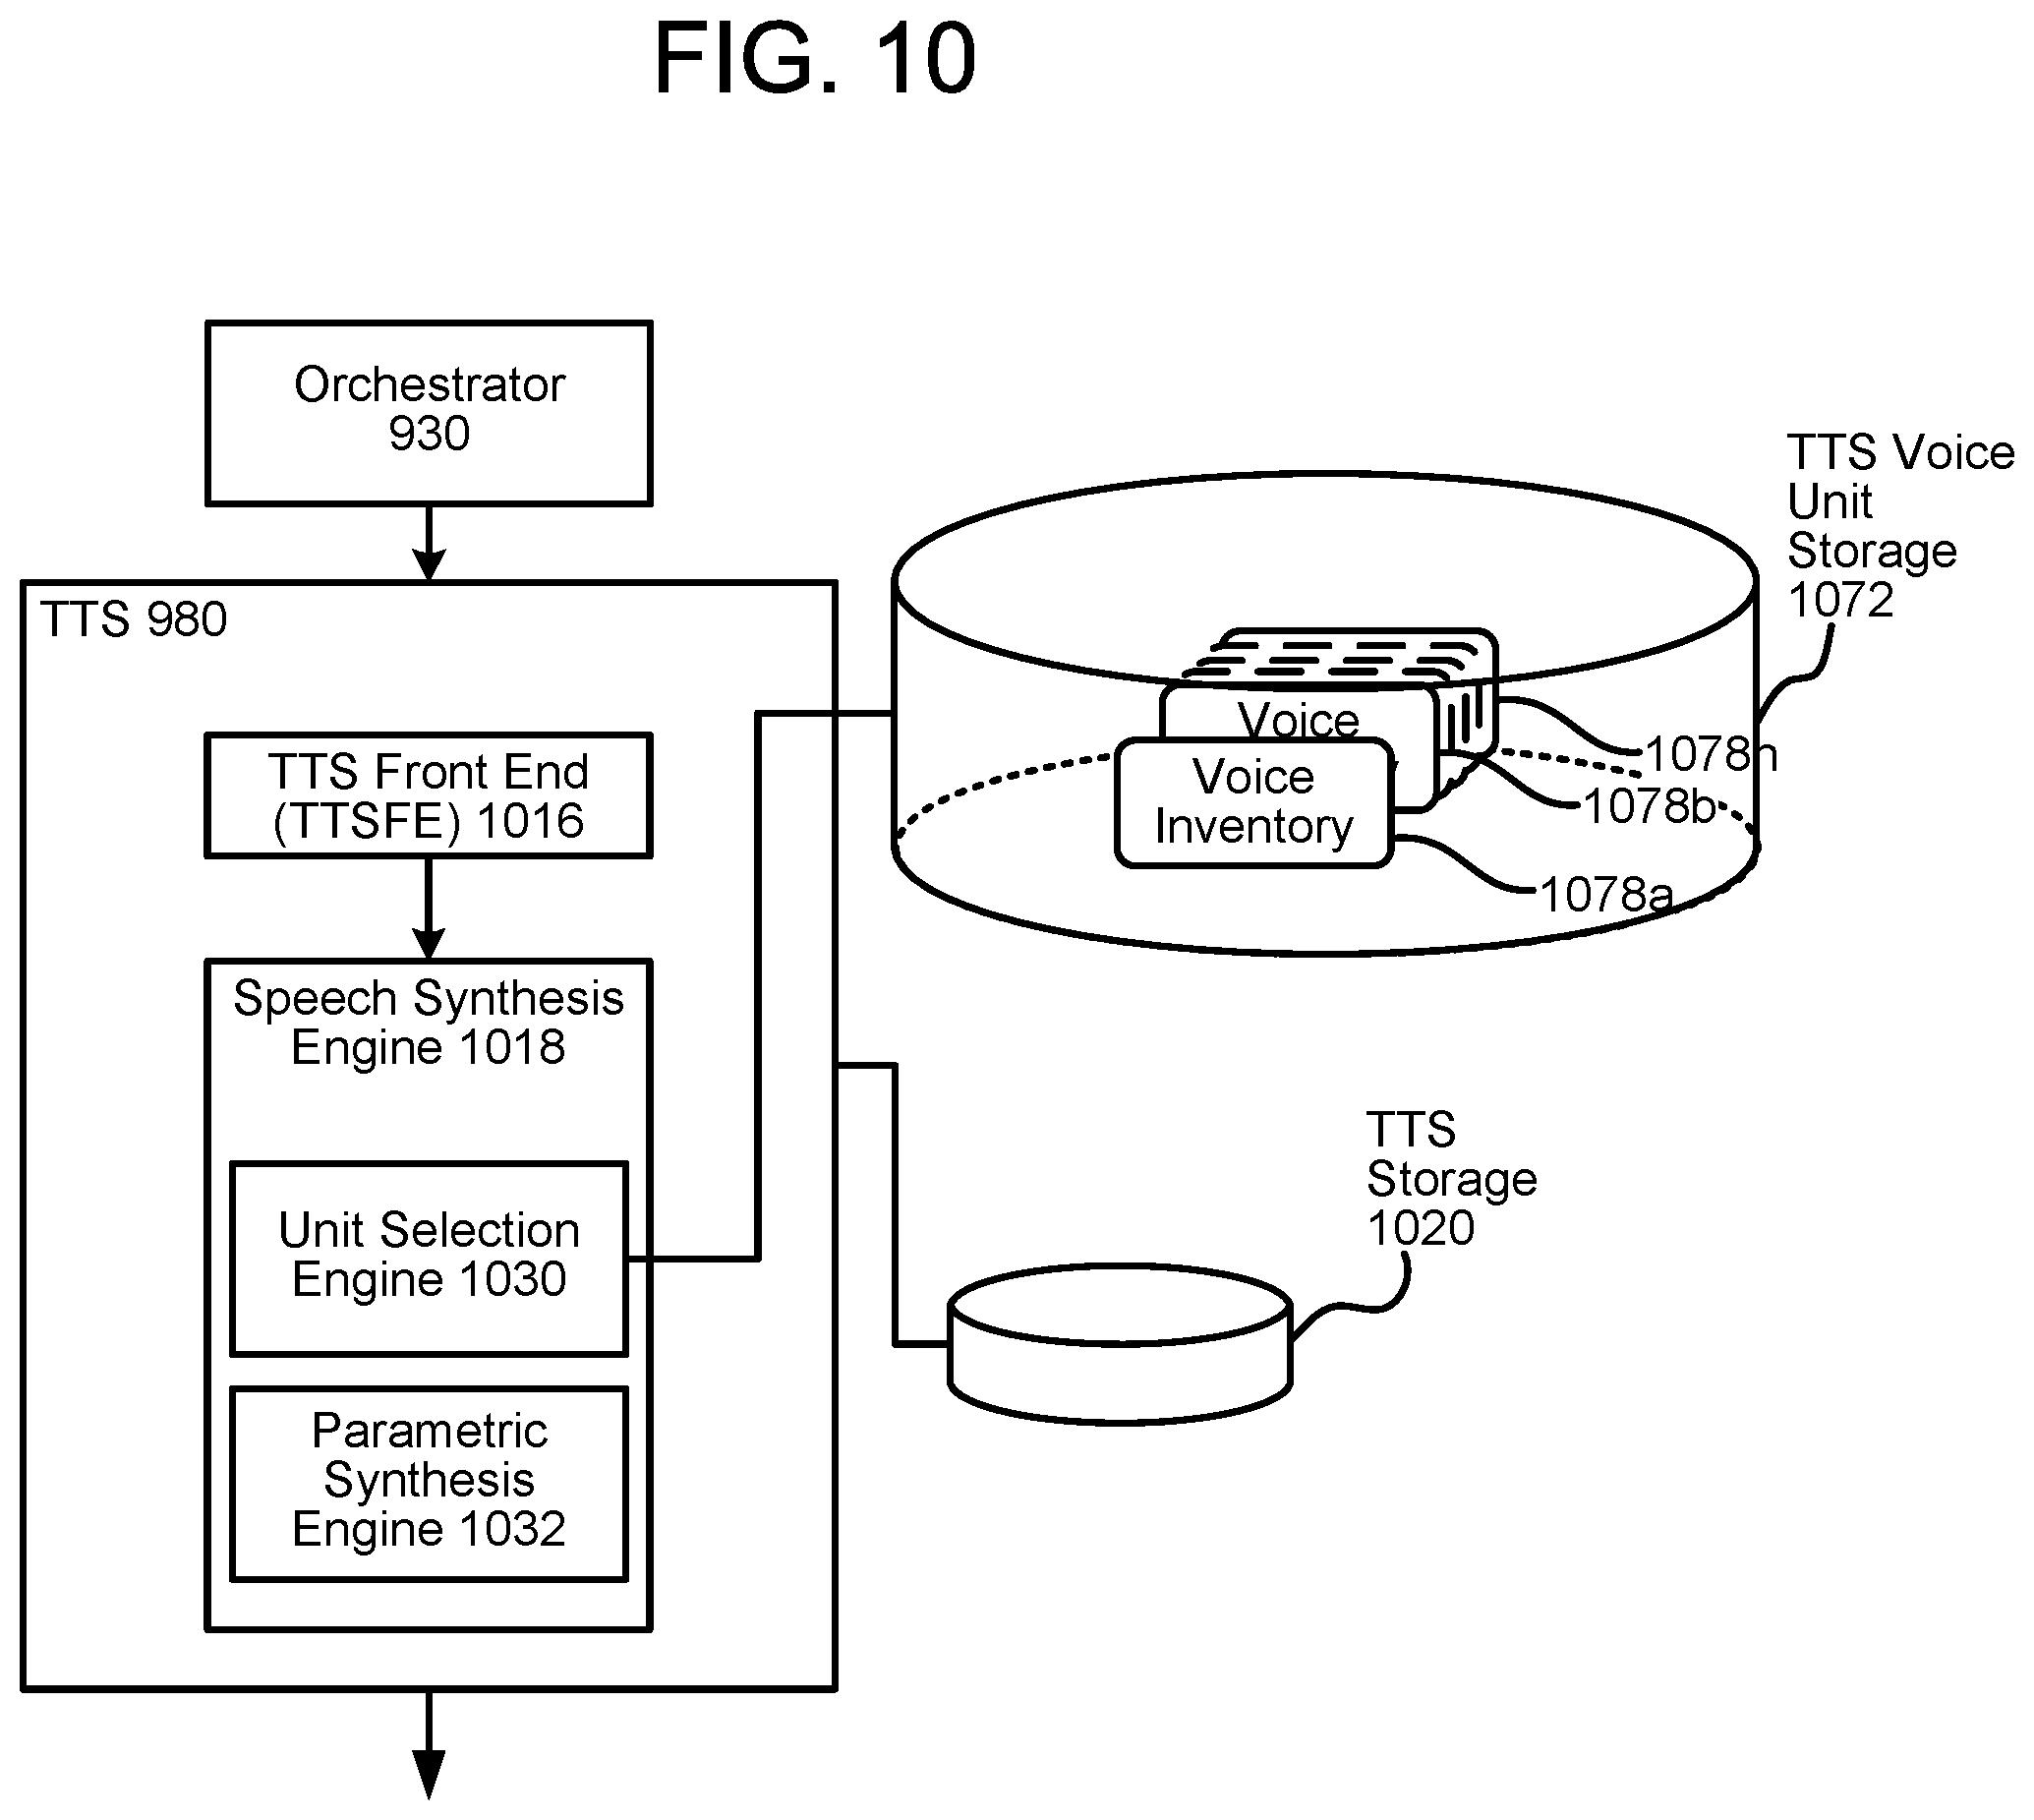 FIG. 10
Orchestrator
930
TTS 980
TTS Front End
(TTSFE) 1016
Speech Synthesis
Engine 1018
Unit Selection
Engine 1030
Parametric
Synthesis
Engine 1032
TTS Voice
Unit
Storage
1072
Voice
Voice
Inventory
1078n
1078b
1078a
TTS
Storage
1020